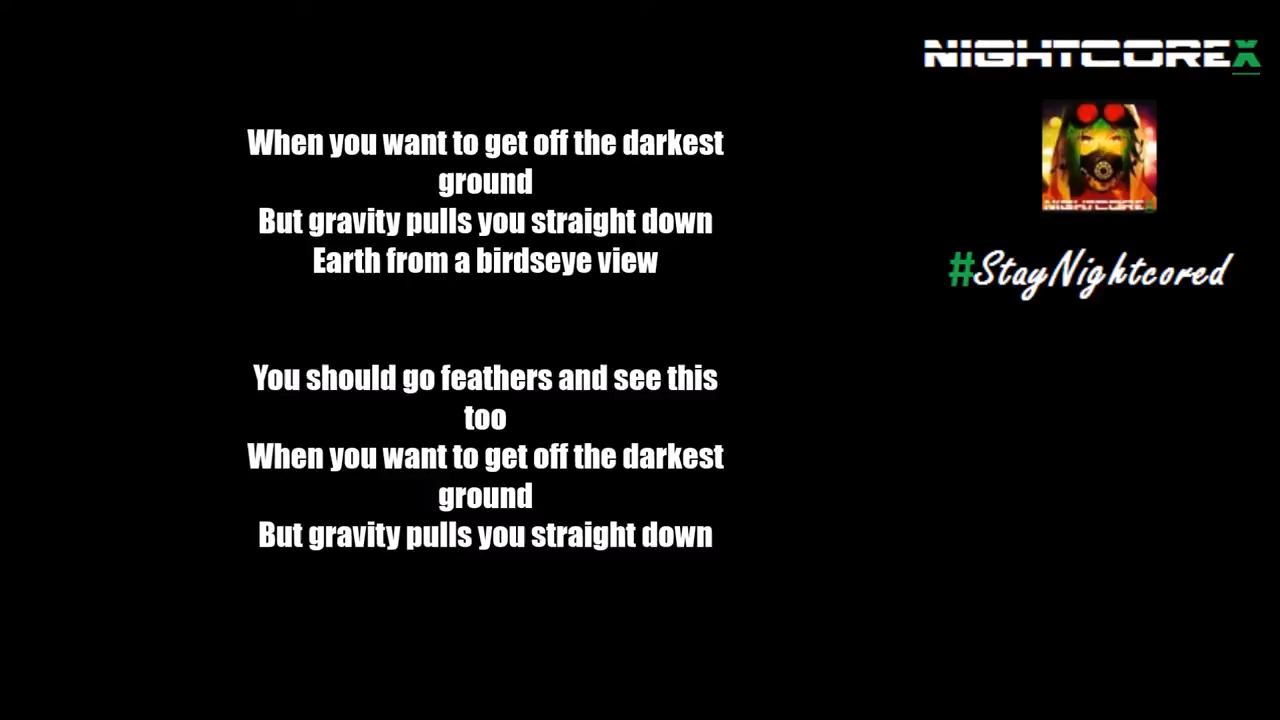 NIGHTCOREX
When you want to get off the darkest
ground
But gravity pulls you straight down
Earth from a birdseye view
NIGHTCOREX
#StayNightcored
You should go feathers and see this
too
When you want to get off the darkest
ground
But gravity pulls you straight down